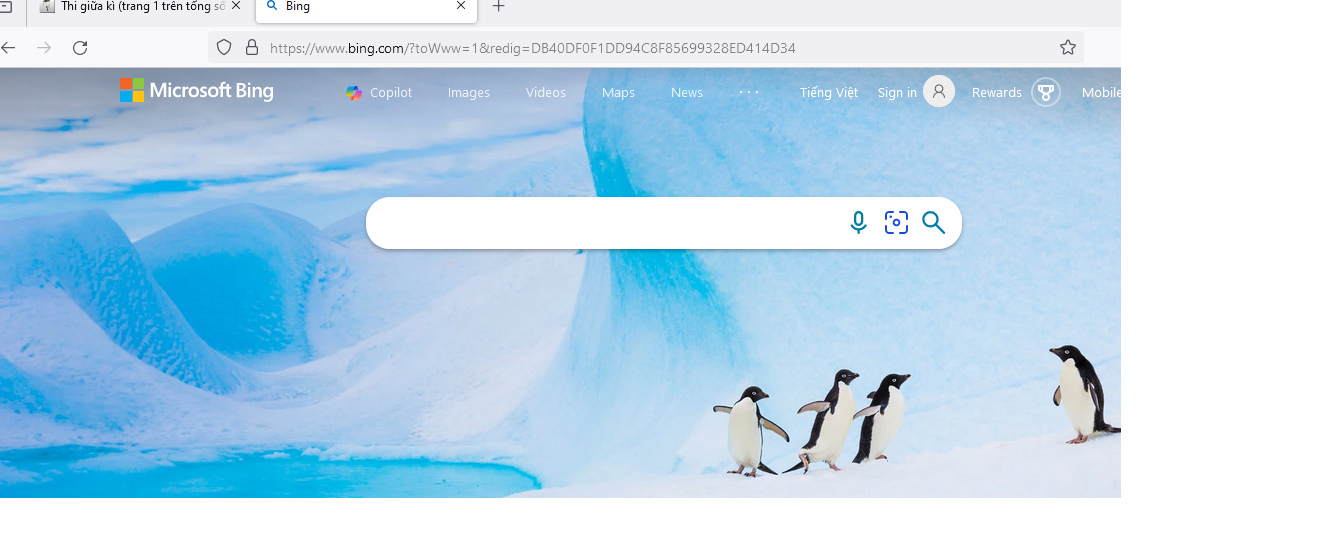 Thi giữa kì (trang 1 trên tổng số
Bing
https://www.bing.com/?toWww=1&redig=DB40DF0F1DD94C8F85699328ED414D34
Microsoft Bing
Copilot
Images
Videos
Maps
News
Tiếng Việt
Sign in
Rewards
Mobile